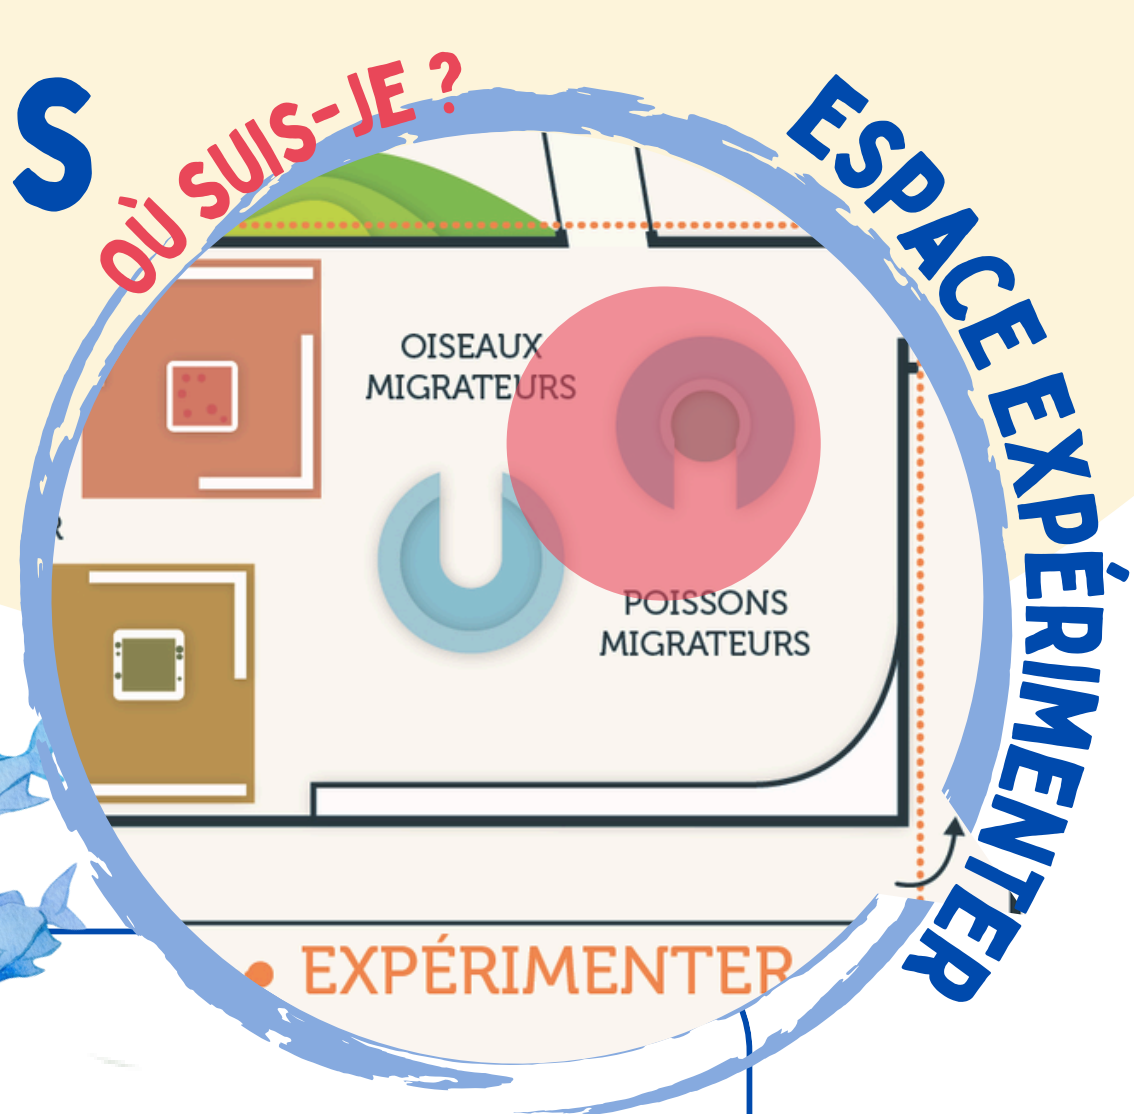 S
OÙ SUIS-JE ?
ESPACE EXPÉRIMENTER
OISEAUX
MIGRATEURS
R
POISSONS
MIGRATEURS
• EXPÉRIMENTER